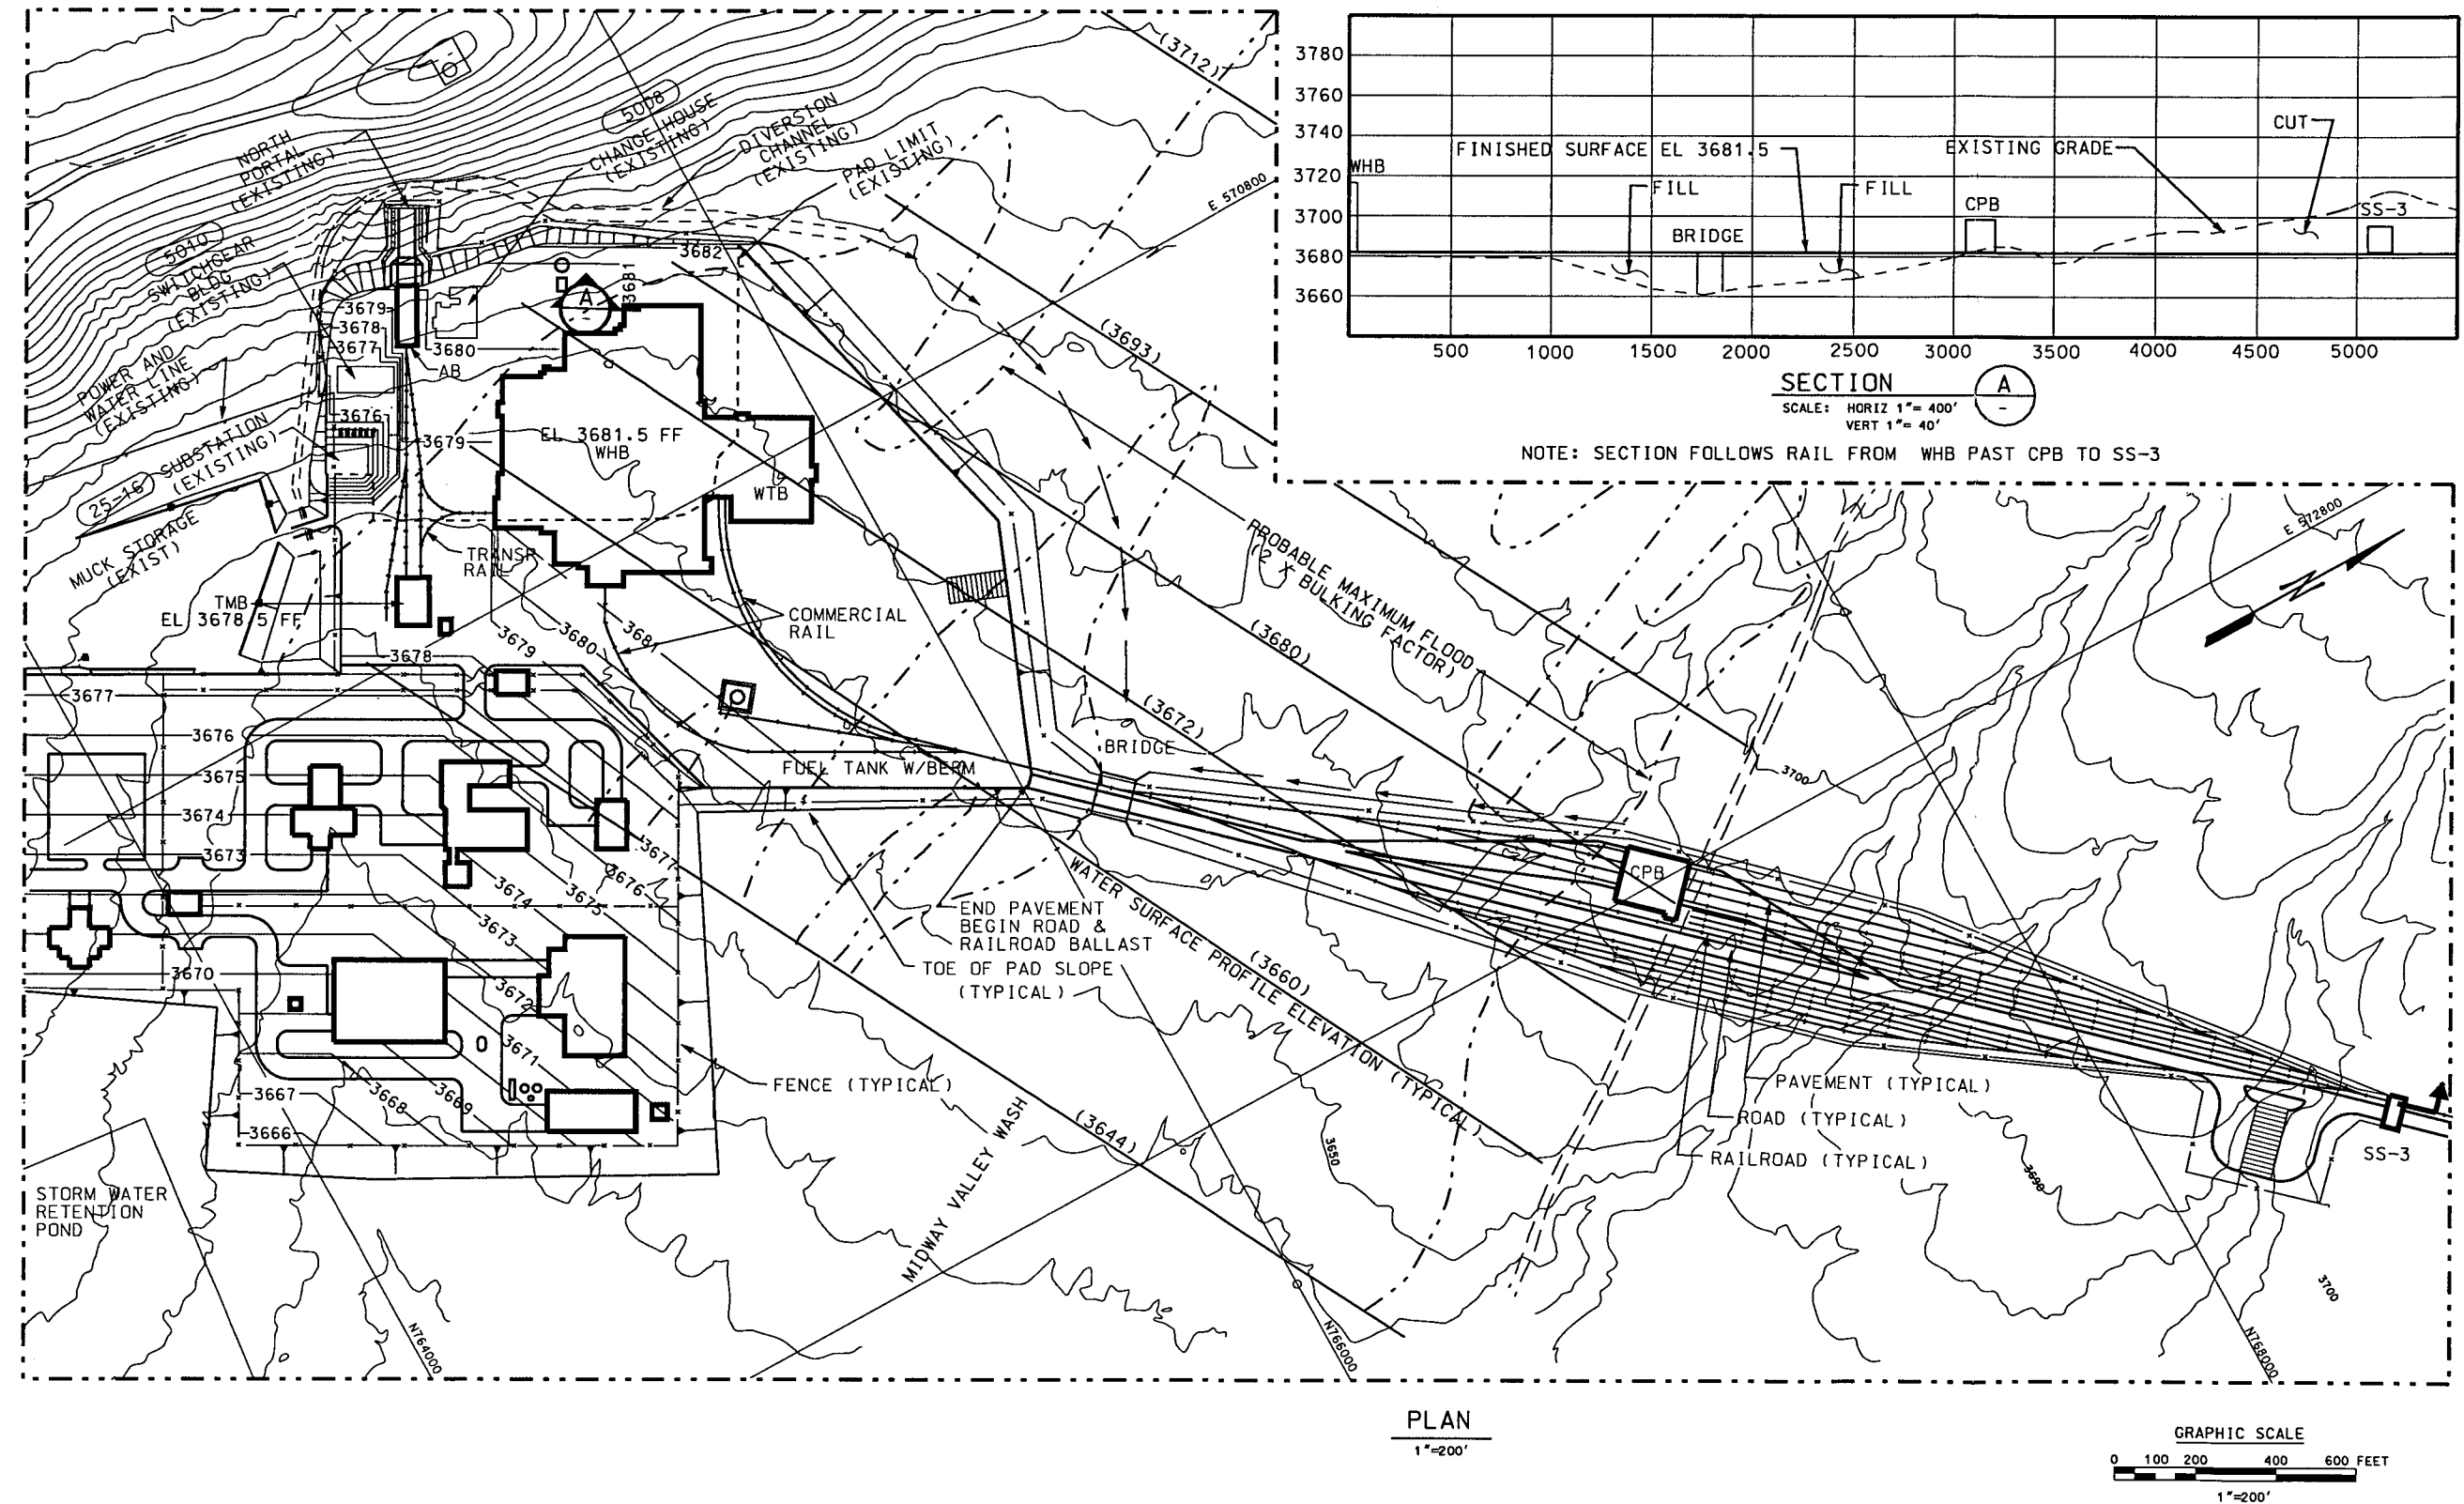 (3712)
5008
CHANGE HOUSE
(EXISTING)
DIVERSION
CHANNEL
(EXISTING)
PAD LIMIT
(EXISTING)
NORTH
PORTAL
(EXISTING)
E 570800
5010
SWITCHGEAR
BLDG
(EXISTING)
3682
3681
A
-
3679
3678
3677
3680
AB
(3693)
POWER AND
WATER LINE
(EXISTING)
3676
3679
EL 3681.5 FF
WHB
WTB
25-16
SUBSTATION
(EXISTING)
MUCK STORAGE
(EXIST)
TRANSP
RAIL
TMB
EL 3678.5 FF
COMMERCIAL
RAIL
3678
3679
3680
3681
3677
3676
3675
3674
3673
3670
3667
3666
3677
3676
3675
3674
3673
3672
3671
3669
3668
FUEL TANK W/BERM
BRIDGE
PROBABLE MAXIMUM FLOOD
(2 X BULKING FACTOR)
(3680)
(3672)
(3660)
(3644)
WATER SURFACE PROFILE ELEVATION (TYPICAL)
END PAVEMENT
BEGIN ROAD &
RAILROAD BALLAST
TOE OF PAD SLOPE
(TYPICAL)
FENCE (TYPICAL)
MIDWAY VALLEY WASH
STORM WATER
RETENTION
POND
N764000
N766000
N768000
E 572800
N
3700
CPB
PAVEMENT (TYPICAL)
ROAD (TYPICAL)
RAILROAD (TYPICAL)
3650
3690
3700
SS-3
3780
3760
3740
3720
3700
3680
3660
WHB
FINISHED SURFACE EL 3681.5
EXISTING GRADE
CUT
FILL
FILL
BRIDGE
CPB
SS-3
500 1000 1500 2000 2500 3000 3500 4000 4500 5000
SECTION
A
-
SCALE: HORIZ 1"= 400'
VERT 1"= 40'
NOTE: SECTION FOLLOWS RAIL FROM WHB PAST CPB TO SS-3
PLAN
1"=200'
GRAPHIC SCALE
0 100 200 400 600 FEET
1"=200'